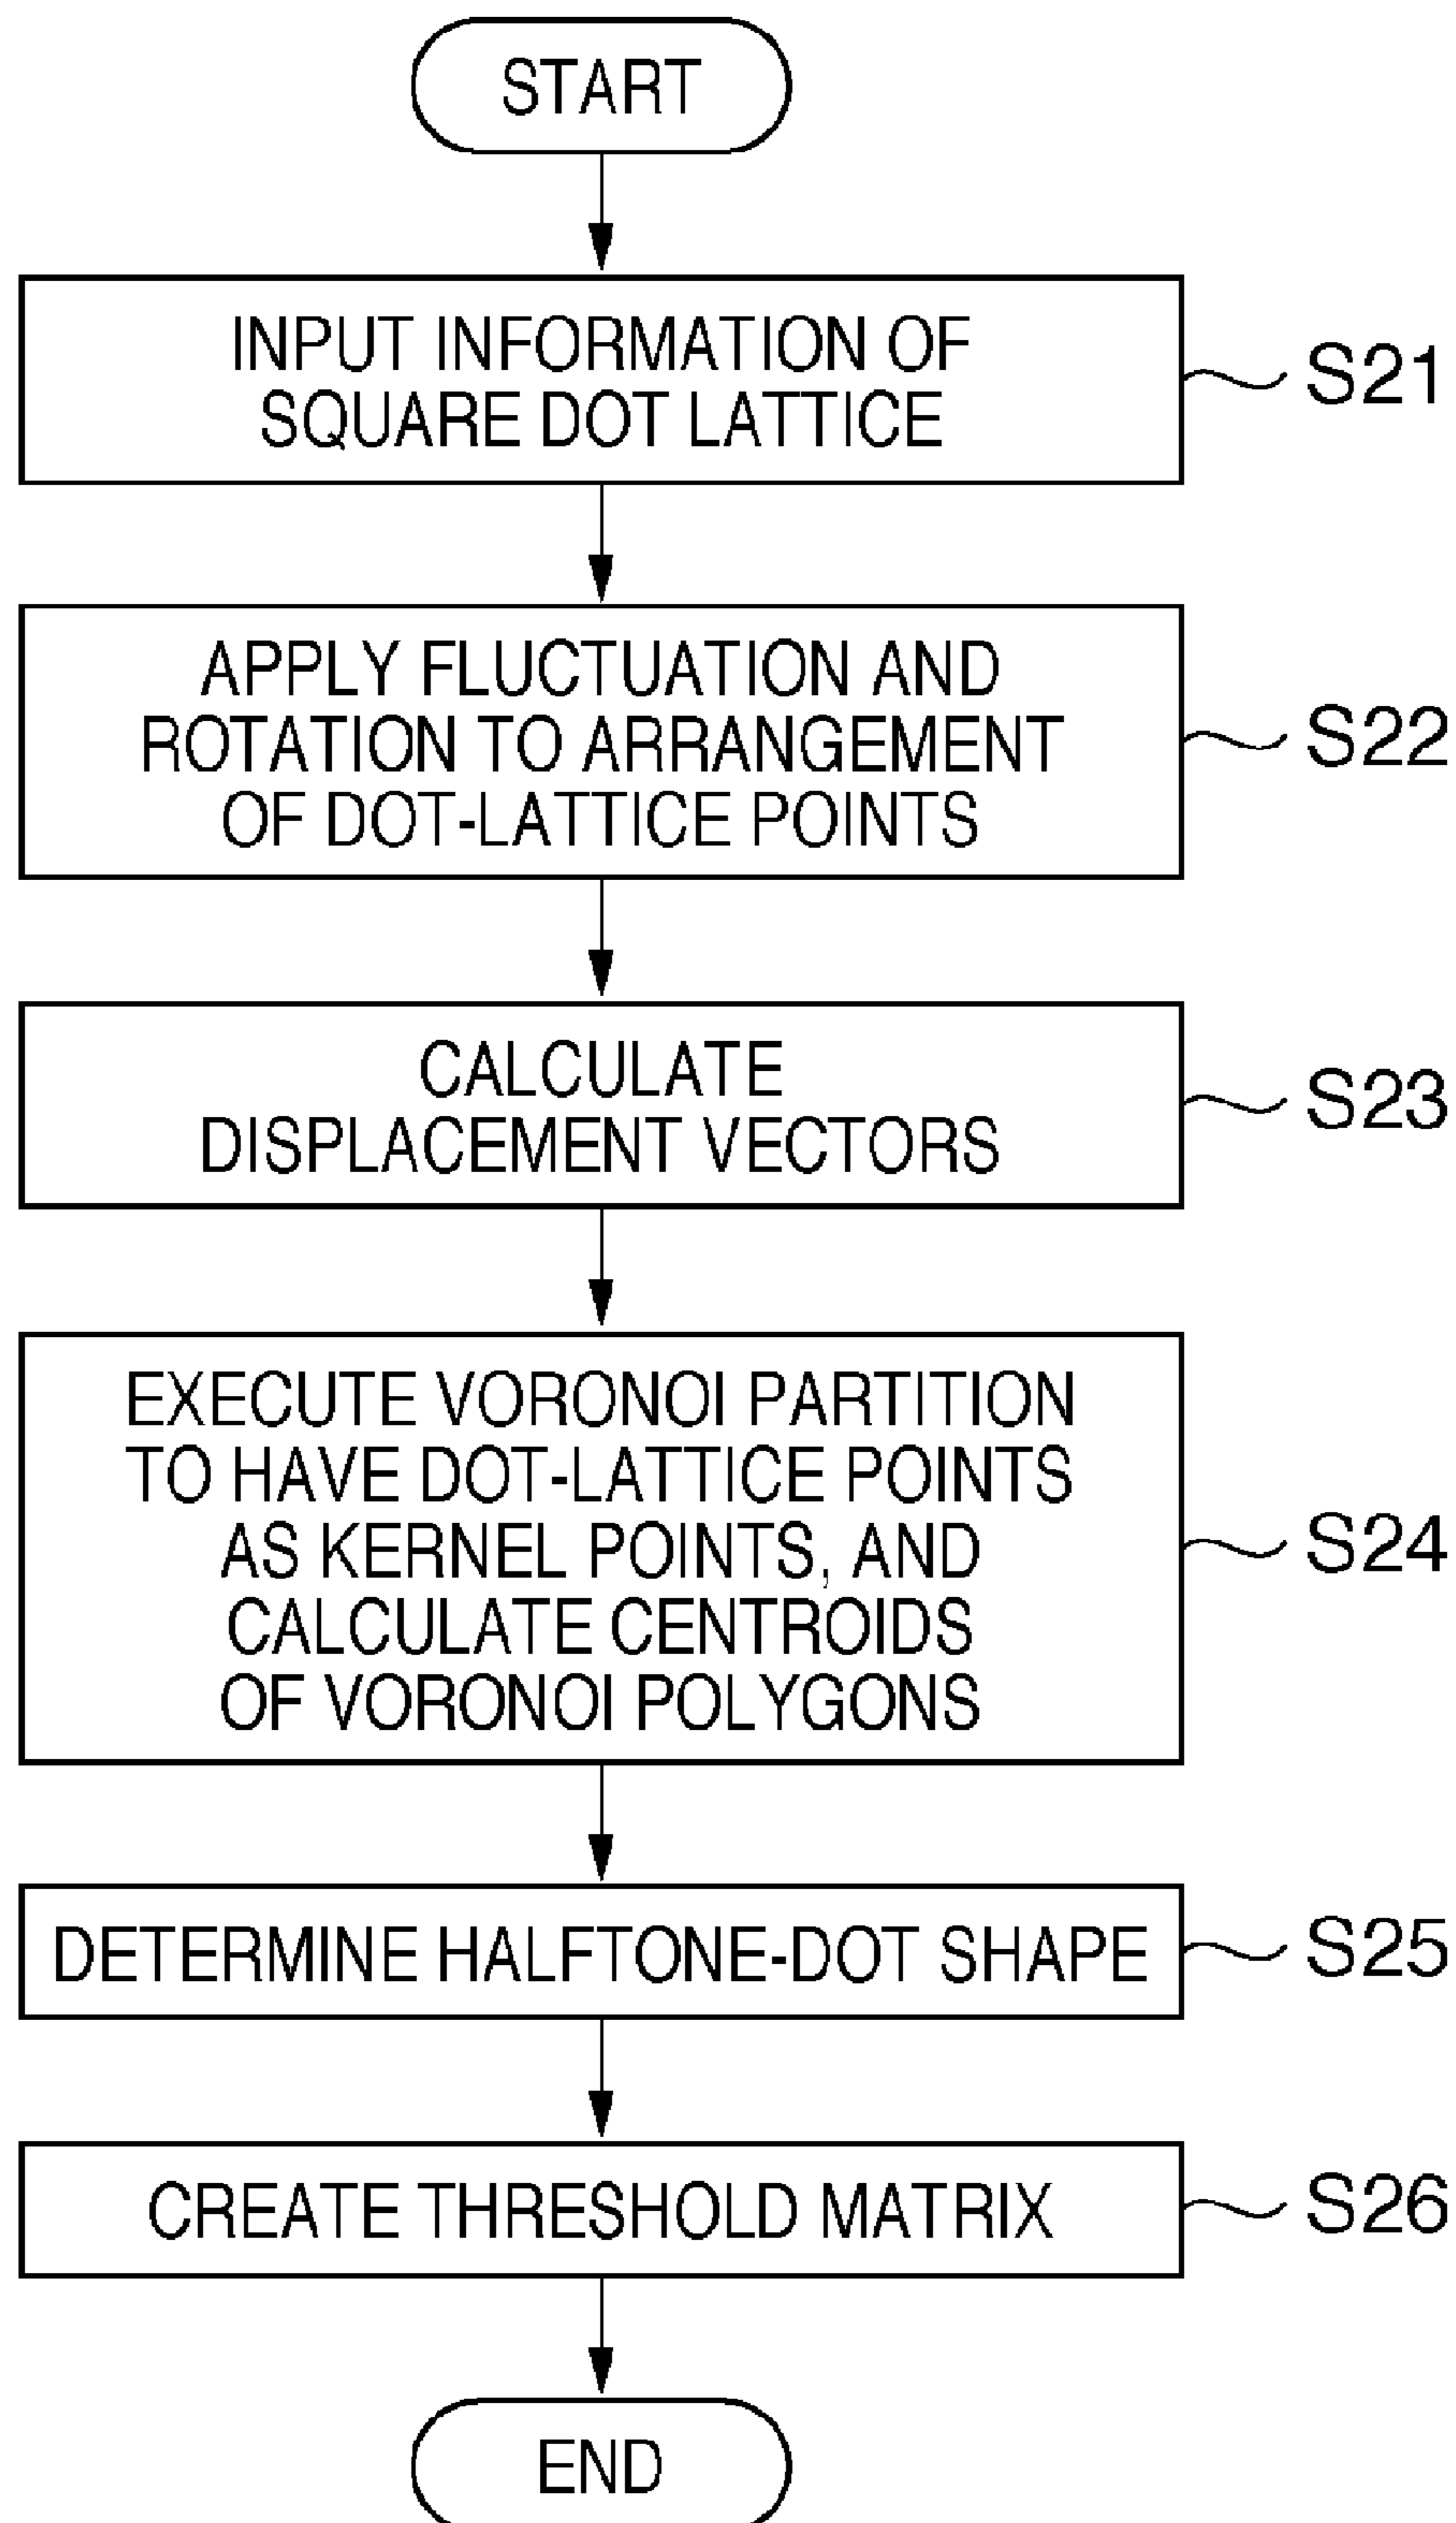 START
INPUT INFORMATION OF
SQUARE DOT LATTICE
S21
APPLY FLUCTUATION AND
ROTATION TO ARRANGEMENT
OF DOT-LATTICE POINTS
S22
CALCULATE
DISPLACEMENT VECTORS
S23
EXECUTE VORONOI PARTITION
TO HAVE DOT-LATTICE POINTS
AS KERNEL POINTS, AND
CALCULATE CENTROIDS
OF VORONOI POLYGONS
S24
DETERMINE HALFTONE-DOT SHAPE
S25
CREATE THRESHOLD MATRIX
S26
END